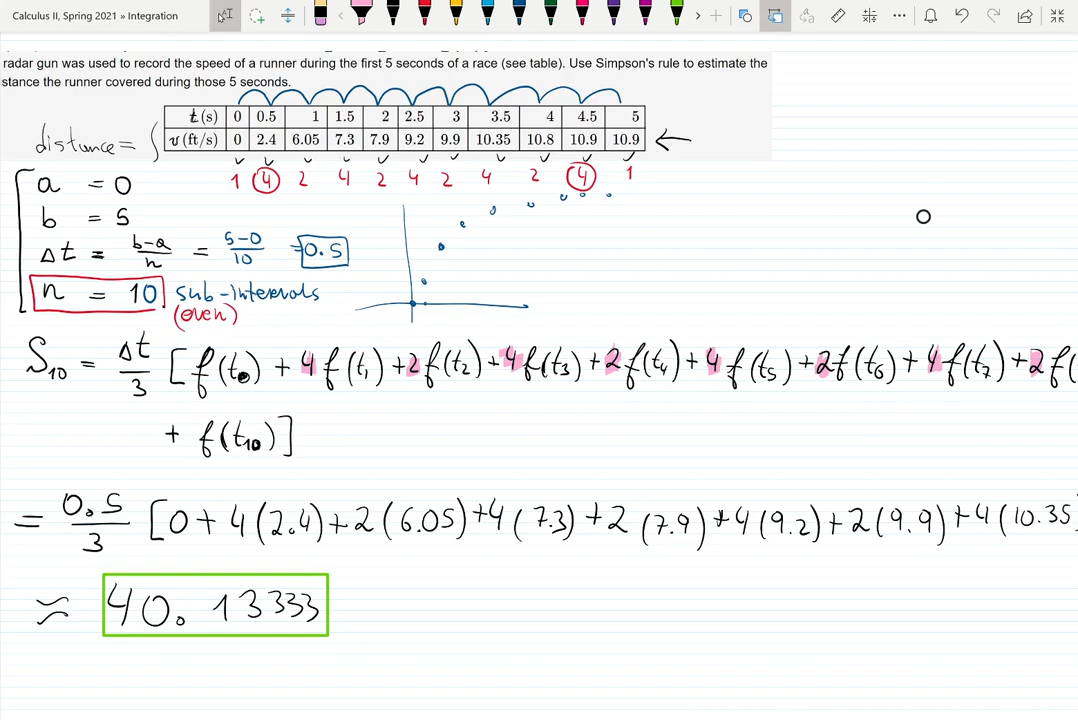 Calculus II, Spring 2021 » Integration
radar gun was used to record the speed of a runner during the first 5 seconds of a race (see table). Use Simpson's rule to estimate the
stance the runner covered during those 5 seconds.
t(s) 0 0.5 1 1.5 2 2.5 3 3.5 4 4.5 5
distance = ∫ v(ft/s) 0 2.4 6.05 7.3 7.9 9.2 9.9 10.35 10.8 10.9 10.9 ←
1 4 2 4 2 4 2 4 2 4 1
a = 0
b = 5
Δt = b-a/n = 5-0/10 = 0.5
n = 10 sub-intervals
(even)
S10 = Δt/3 [f(t0) + 4f(t1) + 2f(t2) + 4f(t3) + 2f(t4) + 4f(t5) + 2f(t6) + 4f(t7) + 2f(
+ f(t10)]
= 0.5/3 [0 + 4(2.4) + 2(6.05) + 4(7.3) + 2(7.9) + 4(9.2) + 2(9.9) + 4(10.35
≈ 40.13333